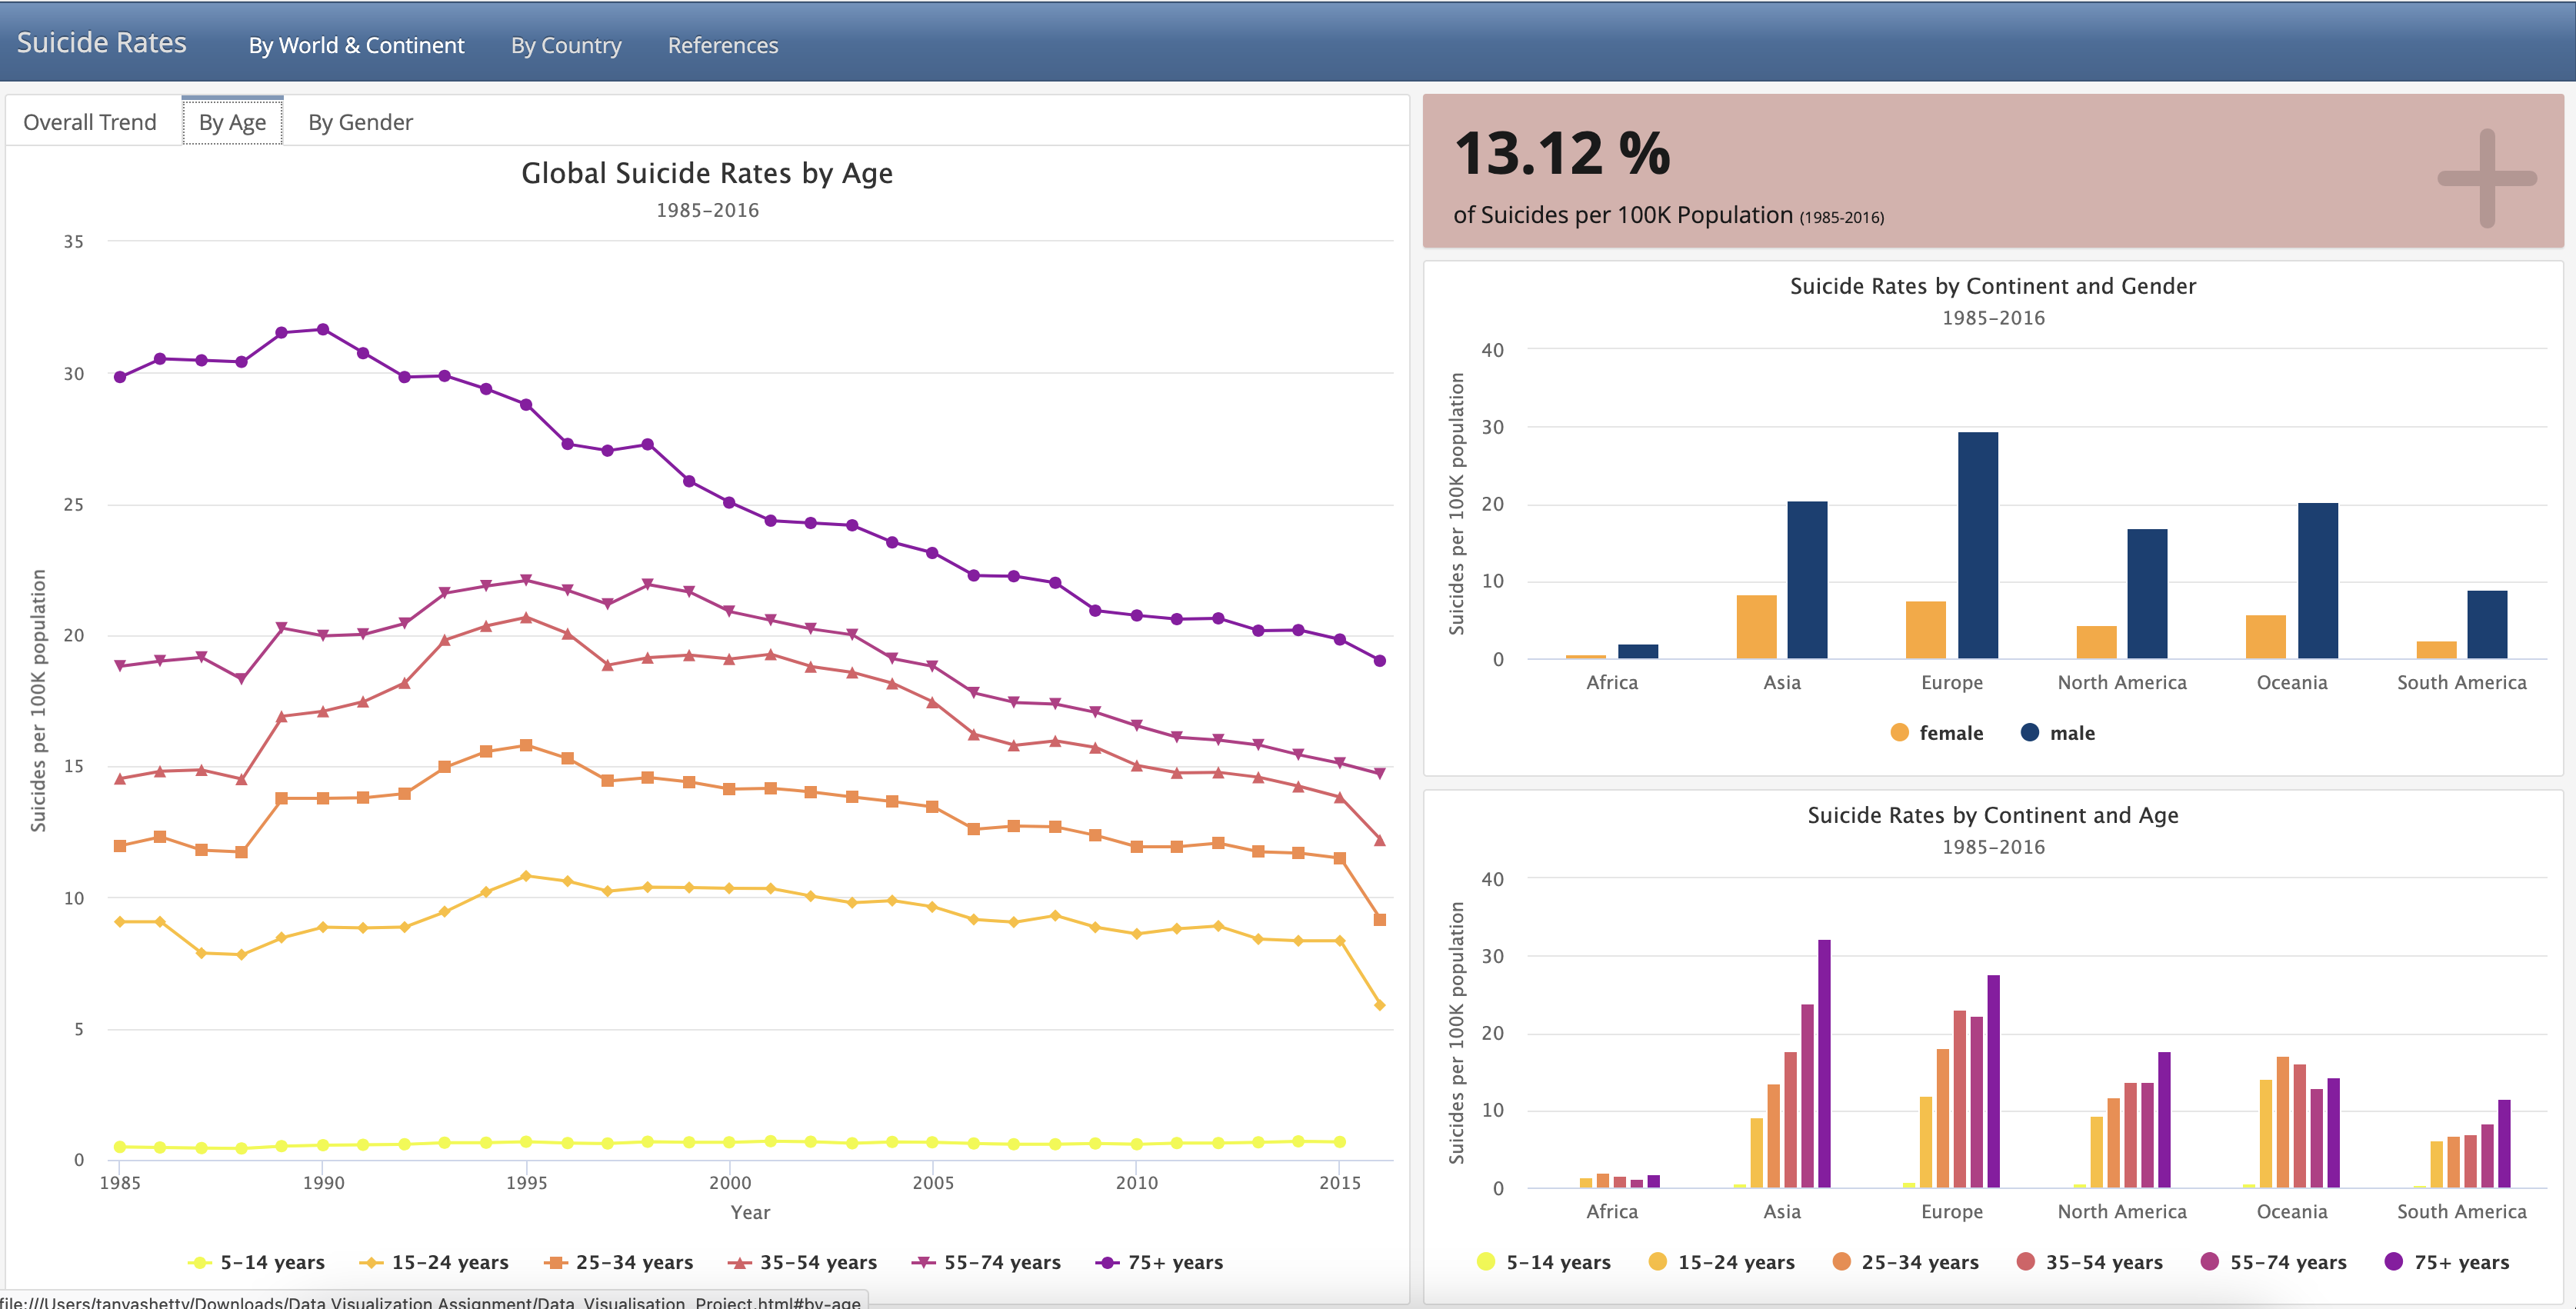 Suicide Rates By World & Continent By Country References
Overall Trend By Age By Gender
Global Suicide Rates by Age
1985-2016
35
30
25
20
15
10
5
0
Suicides per 100K population
1985 1990 1995 2000 2005 2010 2015
Year
5-14 years 15-24 years 25-34 years 35-54 years 55-74 years 75+ years
13.12 %
of Suicides per 100K Population (1985-2016)
Suicide Rates by Continent and Gender
1985-2016
40
30
20
10
0
Suicides per 100K population
Africa Asia Europe North America Oceania South America
female male
Suicide Rates by Continent and Age
1985-2016
40
30
20
10
0
Suicides per 100K population
Africa Asia Europe North America Oceania South America
5-14 years 15-24 years 25-34 years 35-54 years 55-74 years 75+ years
file:///Users/tanyashetty/Downloads/Data Visualization Assignment/Data_Visualisation_Project.html#by-age